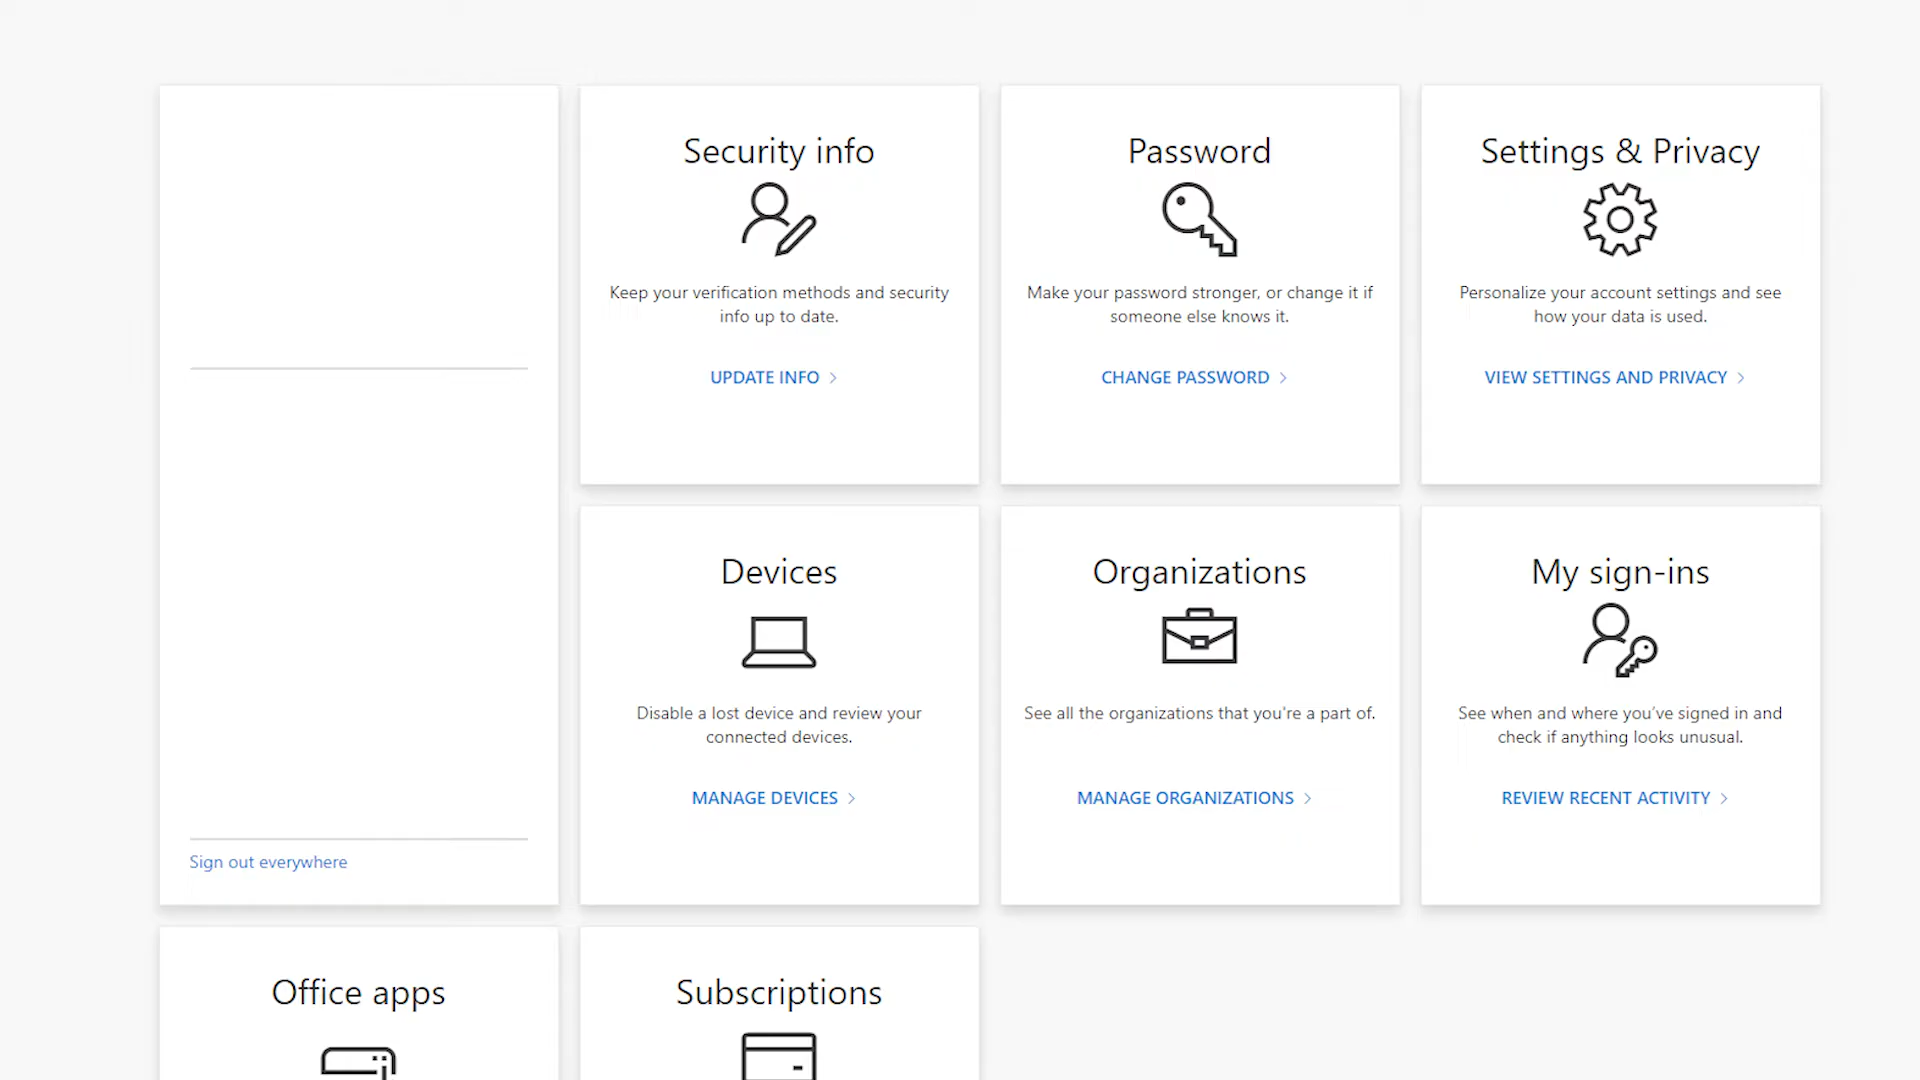 Security info
Keep your verification methods and security
info up to date.
UPDATE INFO
Password
Make your password stronger, or change it if
someone else knows it.
CHANGE PASSWORD
Settings & Privacy
Personalize your account settings and see
how your data is used.
VIEW SETTINGS AND PRIVACY
Sign out everywhere
Devices
Disable a lost device and review your
connected devices.
MANAGE DEVICES
Organizations
See all the organizations that you're a part of.
MANAGE ORGANIZATIONS
My sign-ins
See when and where you’ve signed in and
check if anything looks unusual.
REVIEW RECENT ACTIVITY
Office apps
Subscriptions